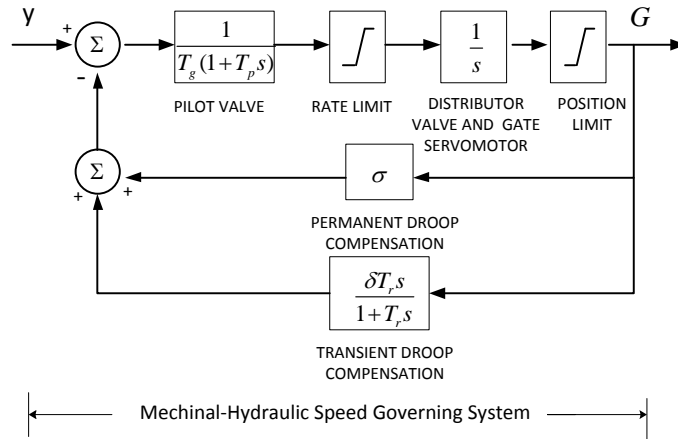 y
G
+
Σ
-
1
T_g(1+T_p s)
1
s
PILOT VALVE
RATE LIMIT
DISTRIBUTOR
VALVE AND GATE
SERVOMOTOR
POSITION
LIMIT
Σ
+
+
σ
PERMANENT DROOP
COMPENSATION
δT_r s
1+T_r s
TRANSIENT DROOP
COMPENSATION
Mechinal-Hydraulic Speed Governing System